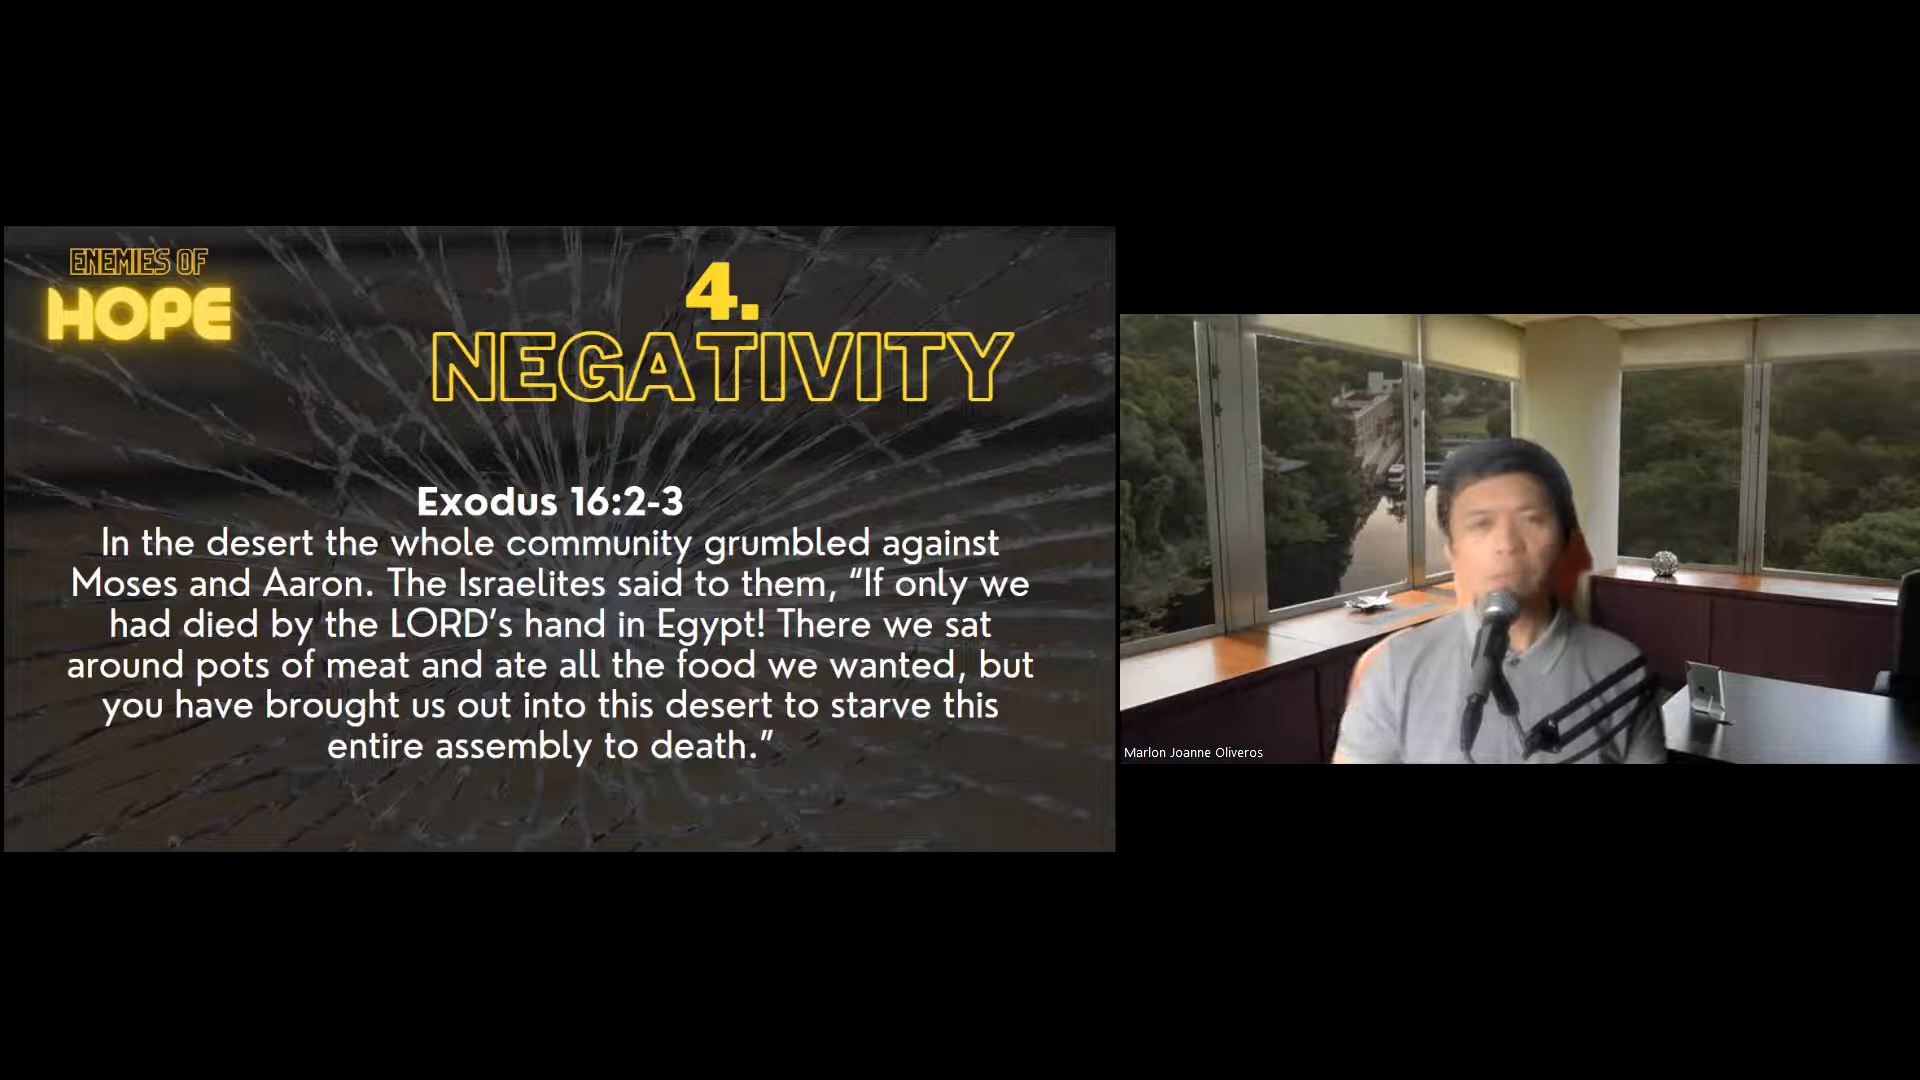 ENEMIES OF
HOPE
4.
NEGATIVITY
Exodus 16:2-3
In the desert the whole community grumbled against
Moses and Aaron. The Israelites said to them, “If only we
had died by the LORD’s hand in Egypt! There we sat
around pots of meat and ate all the food we wanted, but
you have brought us out into this desert to starve this
entire assembly to death.”
Marlon Joanne Oliveros